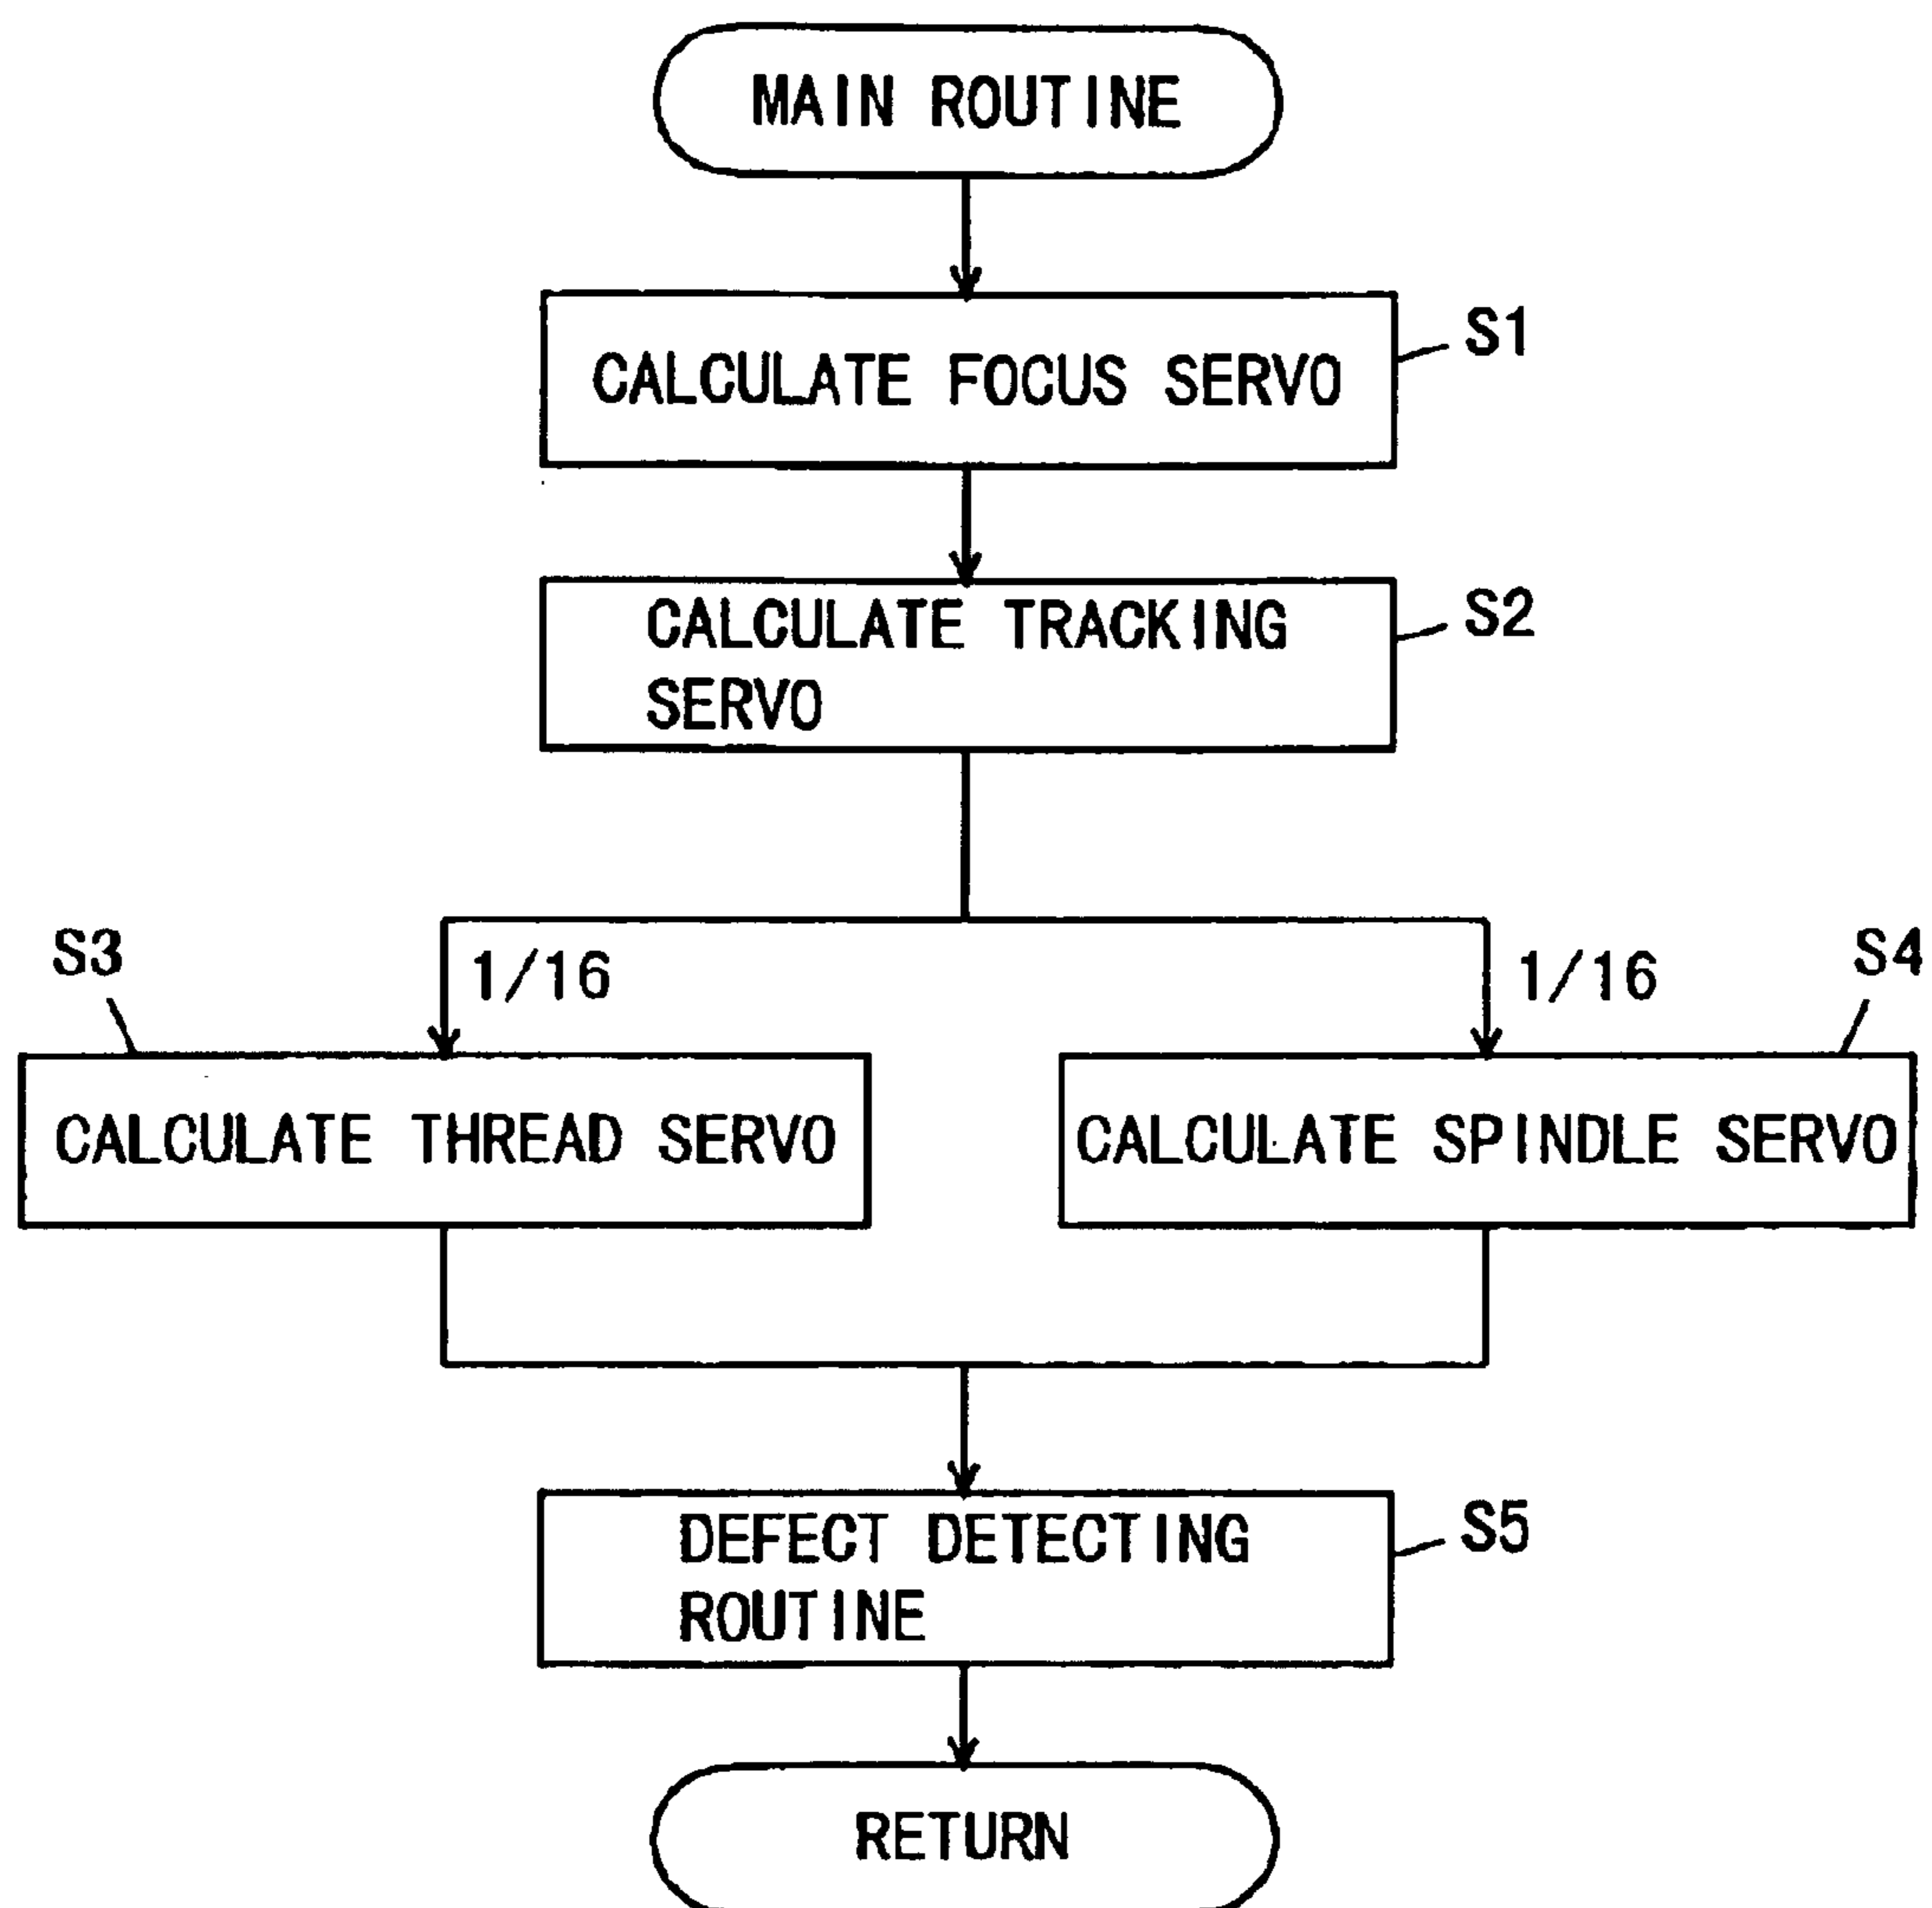 MAIN ROUTINE
CALCULATE FOCUS SERVO
S1
CALCULATE TRACKING
SERVO
S2
S3
1/16
1/16
S4
CALCULATE THREAD SERVO
CALCULATE SPINDLE SERVO
DEFECT DETECTING
ROUTINE
S5
RETURN